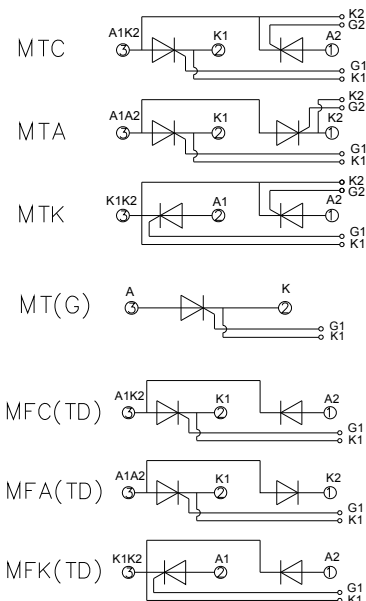 K2
G2
A1K2 K1 A2
MTC 3 2 1
G1
K1
K2
G2
A1A2 K1 K2
MTA 3 2 1
G1
K1
K2
G2
K1K2 A1 A2
MTK 3 2 1
G1
K1
A K
MT(G) 3 2
G1
K1
A1K2 K1 A2
MFC(TD) 3 2 1
G1
K1
A1A2 K1 K2
MFA(TD) 3 2 1
G1
K1
K1K2 A1 A2
MFK(TD) 3 2 1
G1
K1